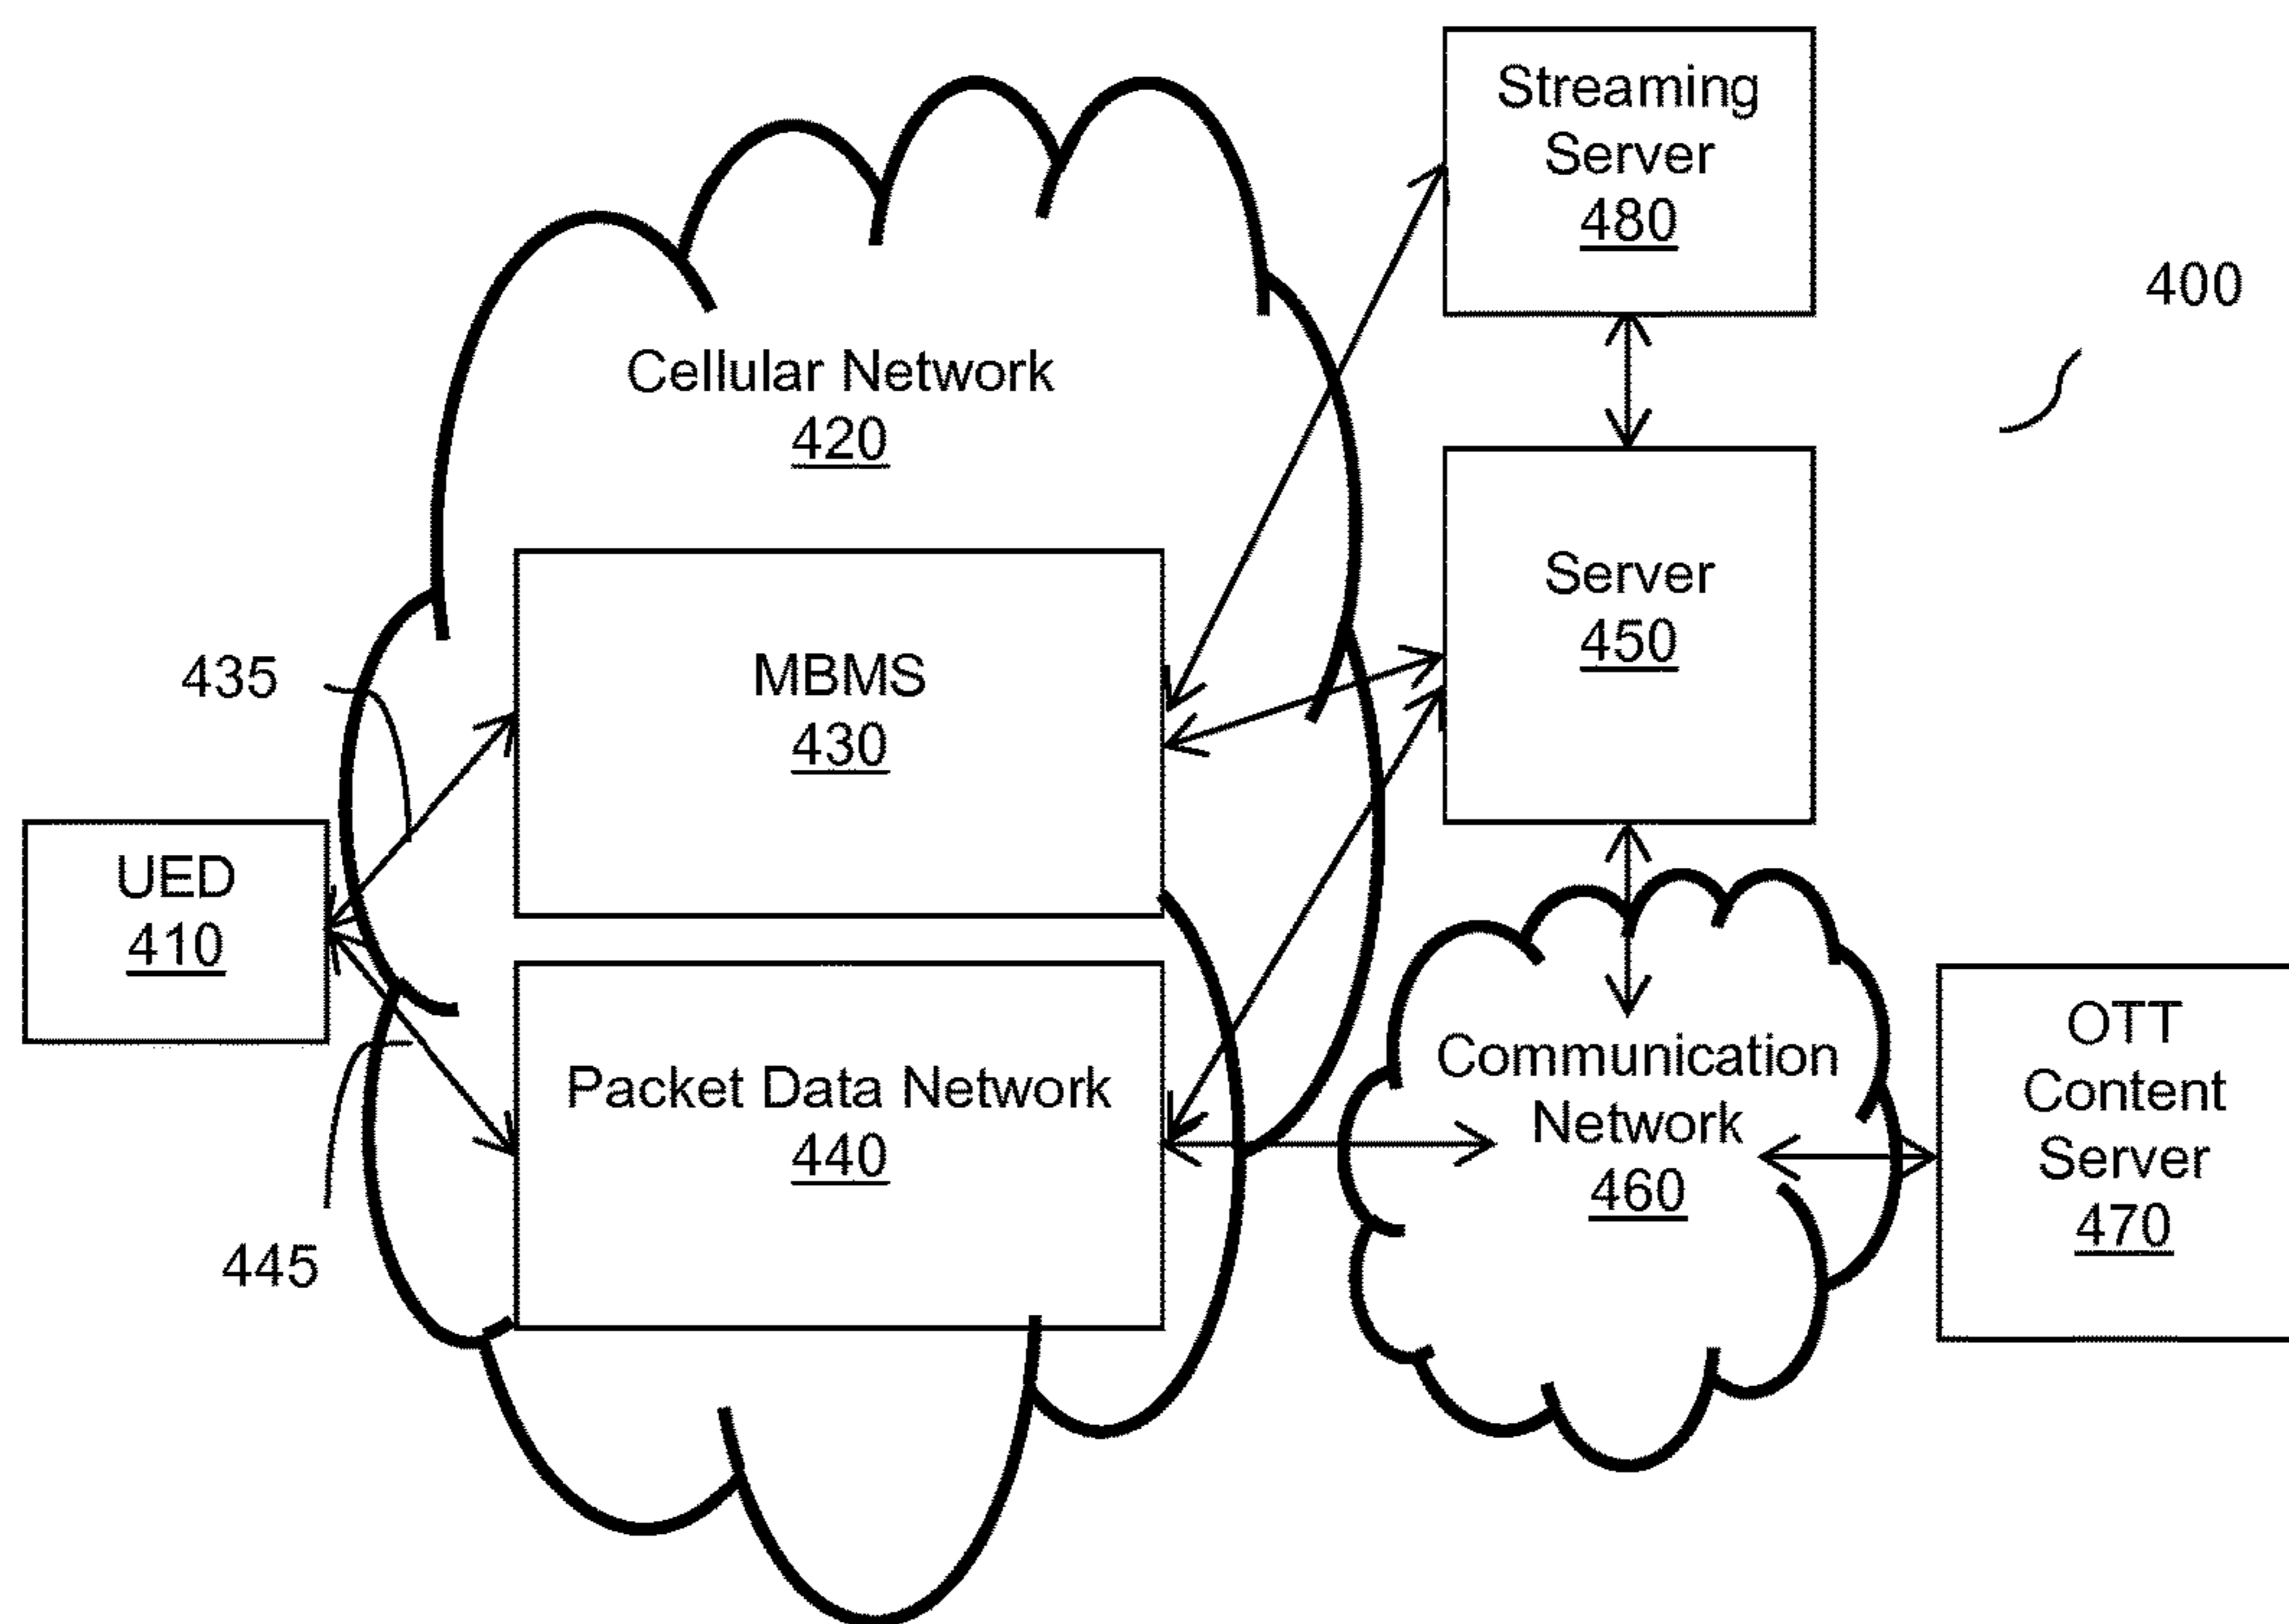 Streaming
Server
480
400
Cellular Network
420
Server
450
MBMS
430
435
UED
410
Packet Data Network
440
445
Communication
Network
460
OTT
Content
Server
470